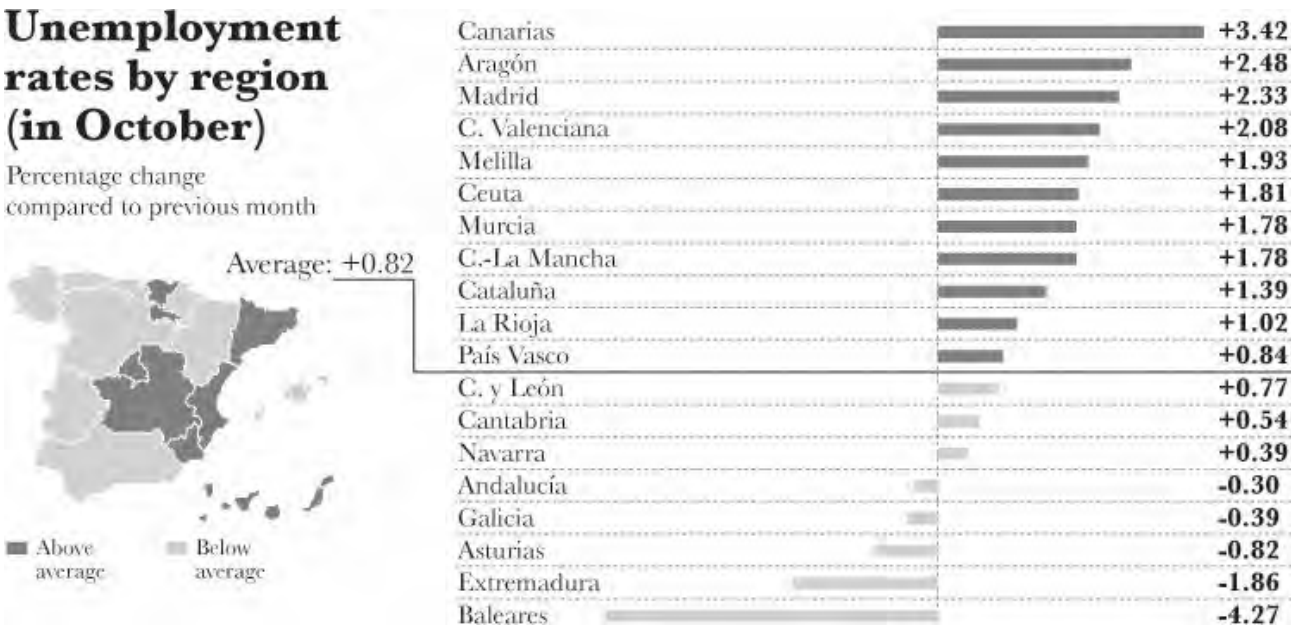 Unemployment
rates by region
(in October)
Percentage change
compared to previous month
Average: +0.82
Above
average
Below
average
Canarias +3.42
Aragón +2.48
Madrid +2.33
C. Valenciana +2.08
Melilla +1.93
Ceuta +1.81
Murcia +1.78
C.-La Mancha +1.78
Cataluña +1.39
La Rioja +1.02
País Vasco +0.84
C. y León +0.77
Cantabria +0.54
Navarra +0.39
Andalucía -0.30
Galicia -0.39
Asturias -0.82
Extremadura -1.86
Baleares -4.27